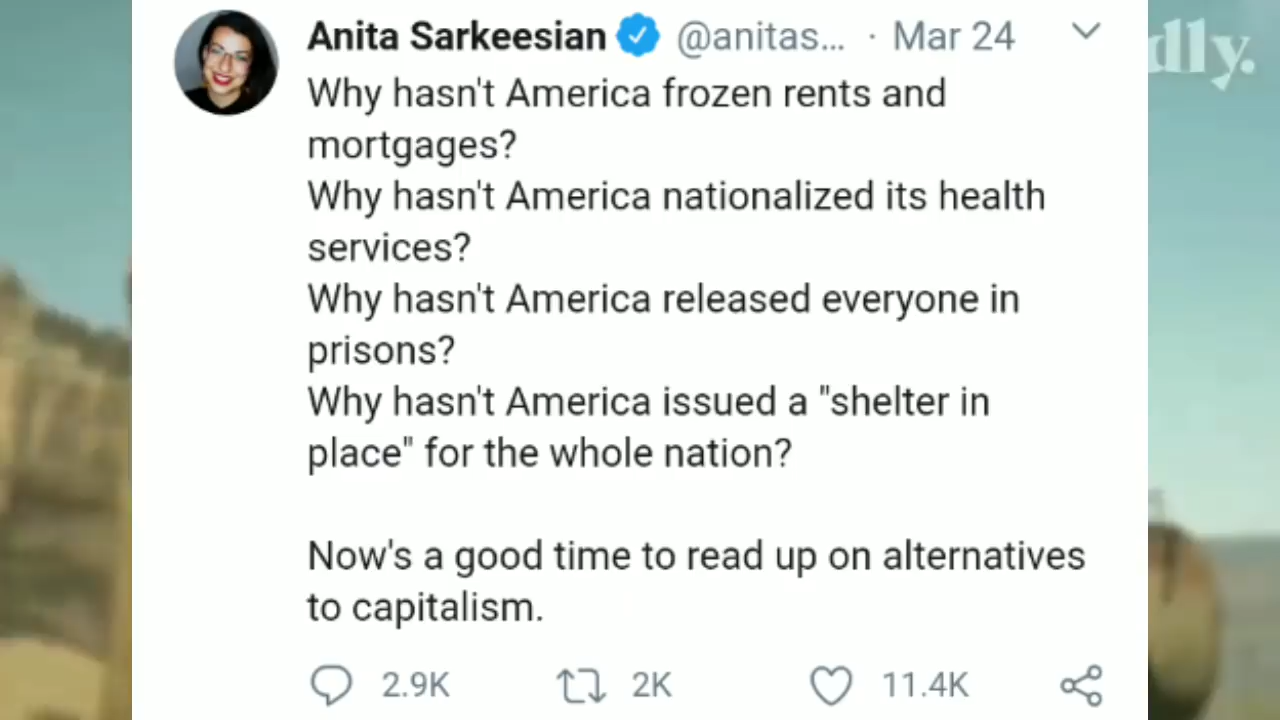 Anita Sarkeesian @anitas... · Mar 24
Why hasn't America frozen rents and
mortgages?
Why hasn't America nationalized its health
services?
Why hasn't America released everyone in
prisons?
Why hasn't America issued a "shelter in
place" for the whole nation?
Now's a good time to read up on alternatives
to capitalism.
2.9K 2K 11.4K